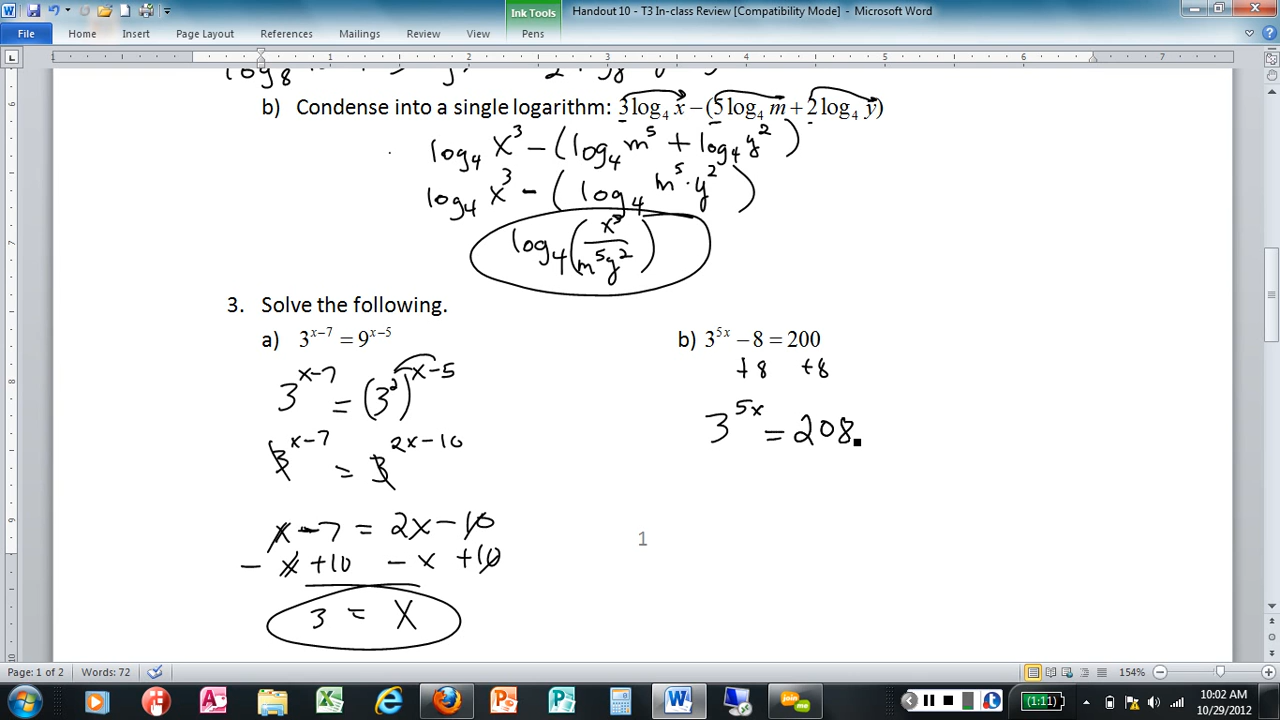 Ink Tools
Handout 10 - T3 In-class Review [Compatibility Mode] - Microsoft Word
File Home Insert Page Layout References Mailings Review View Pens
b) Condense into a single logarithm: 3log₄ x − (5log₄ m + 2log₄ y)
log₄ x³ − (log₄ m⁵ + log₄ y²)
log₄ x³ − (log₄ m⁵·y²)
log₄ (x³/m⁵y²)
3. Solve the following.
a) 3^(x−7) = 9^(x−5)
3^(x−7) = (3²)^(x−5)
3^(x−7) = 3^(2x−10)
x − 7 = 2x − 10
− x + 10 − x + 10
3 = x
b) 3^(5x) − 8 = 200
+8 +8
3^(5x) = 208
1
Page: 1 of 2 Words: 72 154%
(1:11) 10:02 AM
10/29/2012